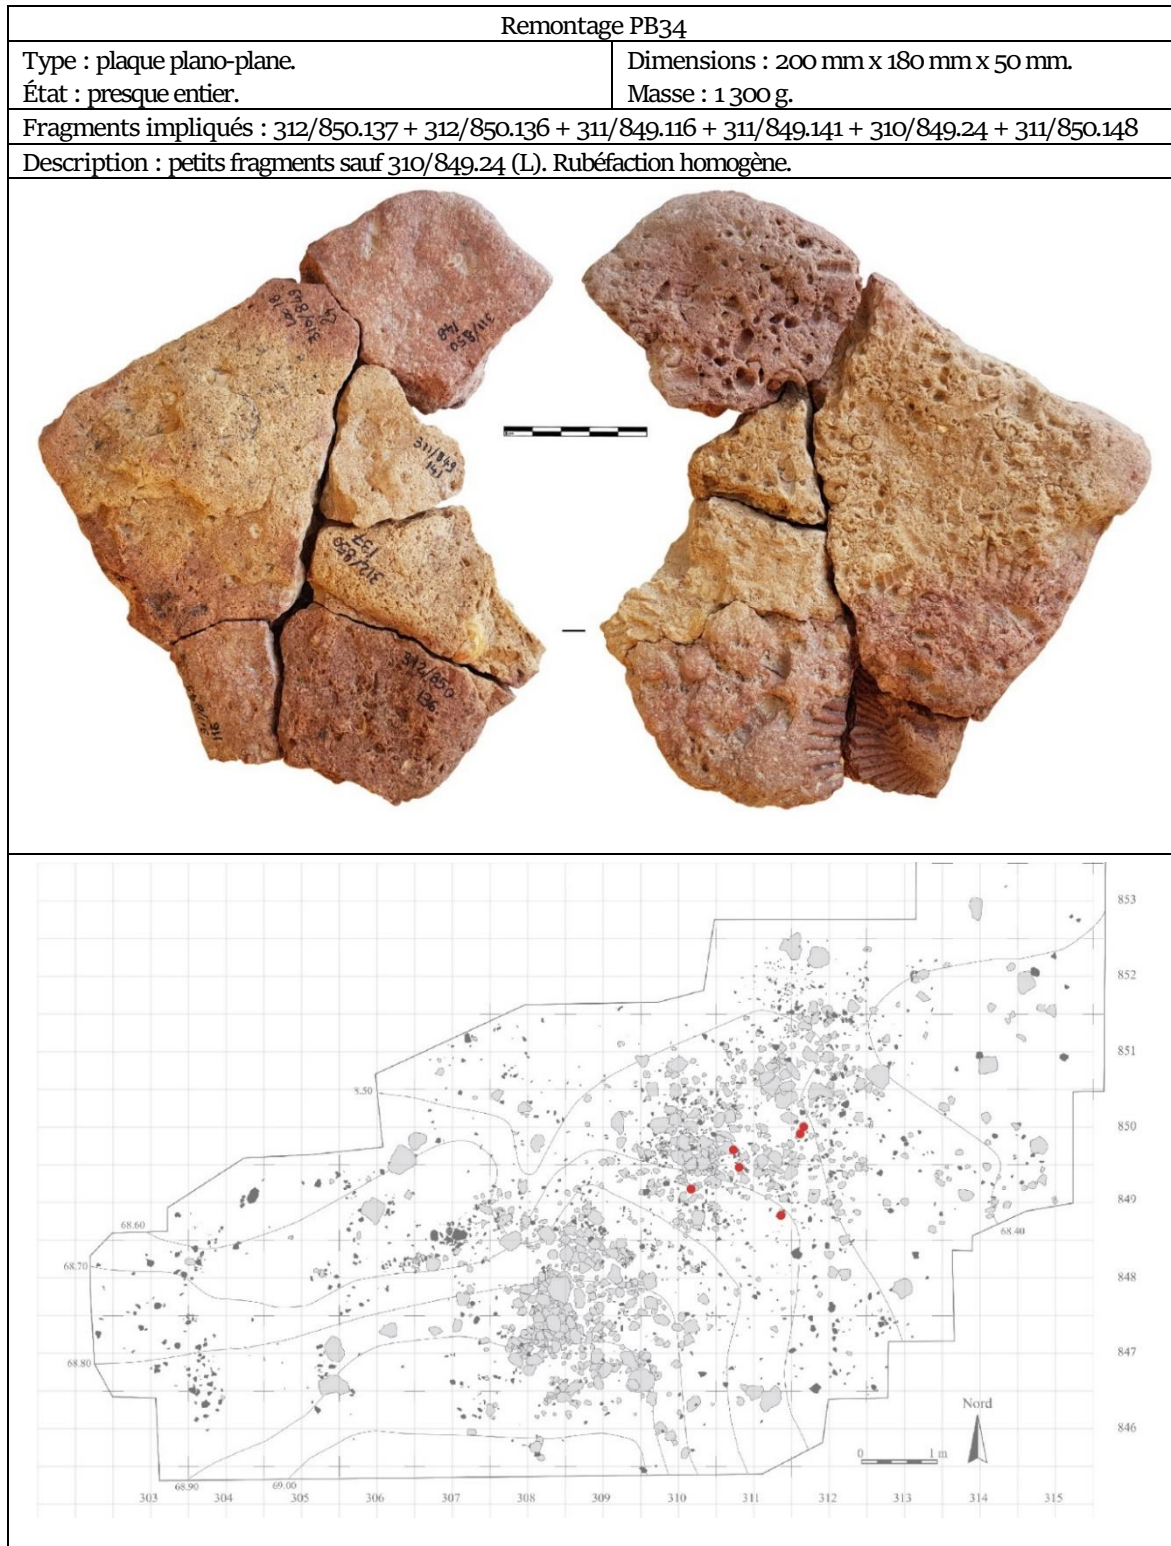 Remontage PB34
Type : plaque plano-plane.
État : presque entier.
Dimensions : 200 mm x 180 mm x 50 mm.
Masse : 1 300 g.
Fragments impliqués : 312/850.137 + 312/850.136 + 311/849.116 + 311/849.141 + 310/849.24 + 311/850.148
Description : petits fragments sauf 310/849.24 (L). Rubéfaction homogène.
310/849
24
311/850
148
311/849
141
312/850
137
312/850
136
116
853
852
851
850
849
848
847
846
8.50
68.60
68.70
68.80
68.90
69.00
68.40
Nord
0 1 m
303 304 305 306 307 308 309 310 311 312 313 314 315